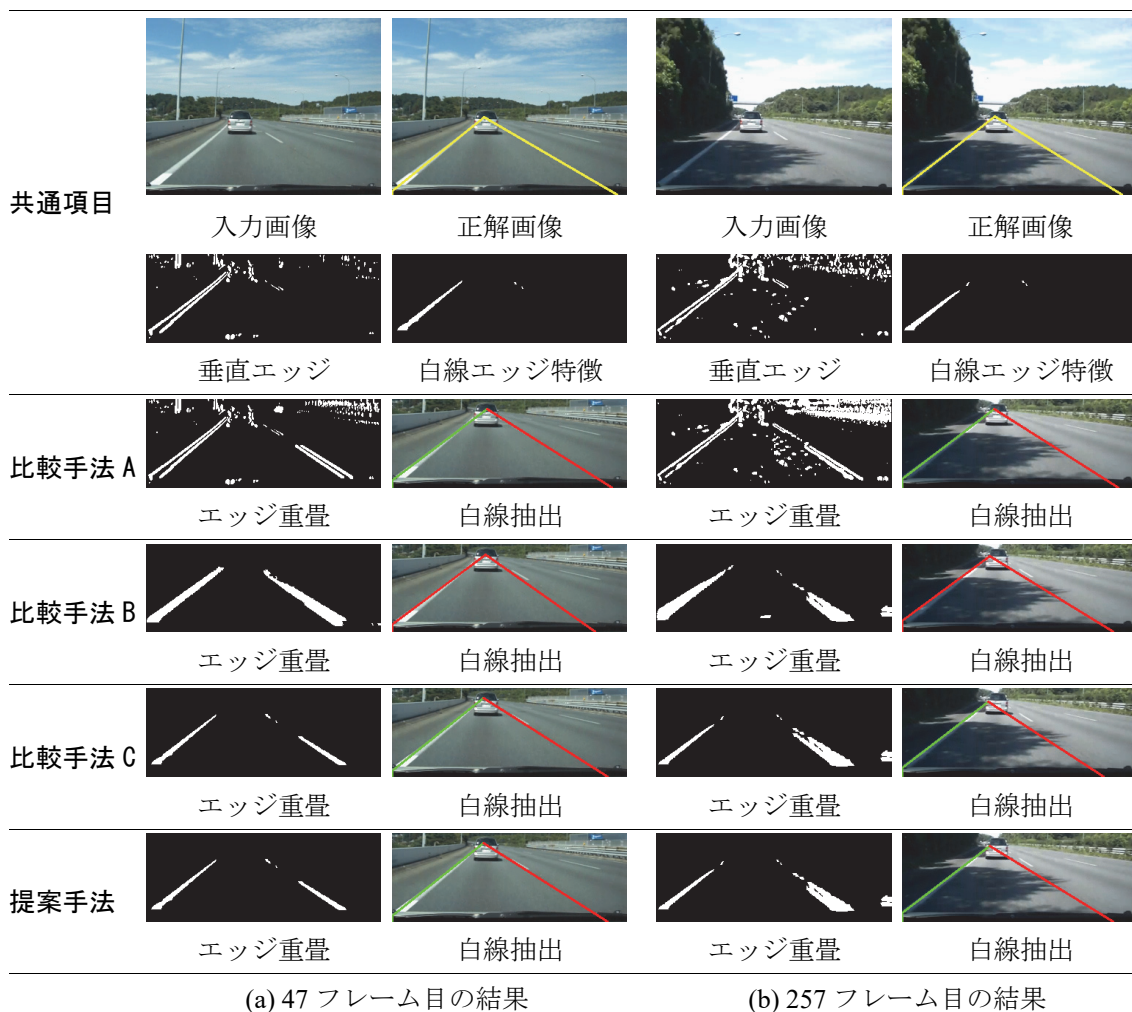 共通項目
入力画像 正解画像 入力画像 正解画像
垂直エッジ 白線エッジ特徴 垂直エッジ 白線エッジ特徴
比較手法 A
エッジ重畳 白線抽出 エッジ重畳 白線抽出
比較手法 B
エッジ重畳 白線抽出 エッジ重畳 白線抽出
比較手法 C
エッジ重畳 白線抽出 エッジ重畳 白線抽出
提案手法
エッジ重畳 白線抽出 エッジ重畳 白線抽出
(a) 47 フレーム目の結果 (b) 257 フレーム目の結果